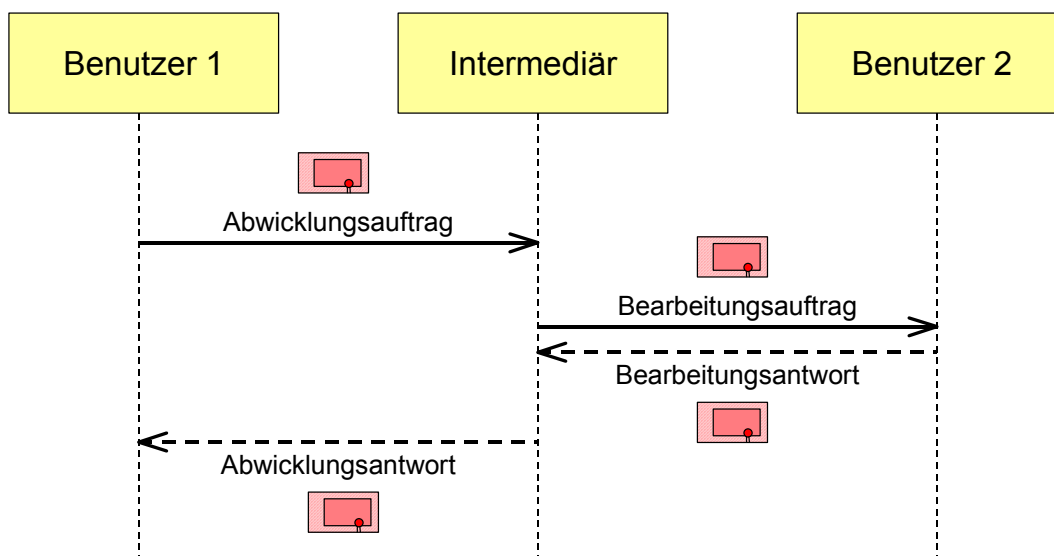 Benutzer 1
Intermediär
Benutzer 2
Abwicklungsauftrag
Bearbeitungsauftrag
Bearbeitungsantwort
Abwicklungsantwort